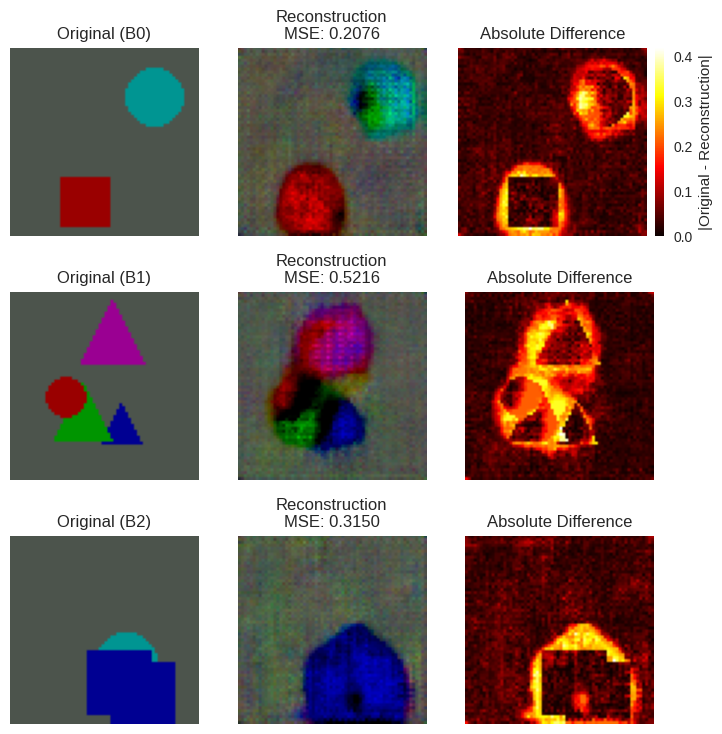 Original (B0)
Reconstruction
MSE: 0.2076
Absolute Difference
0.4
0.3
0.2
0.1
0.0
|Original - Reconstruction|
Original (B1)
Reconstruction
MSE: 0.5216
Absolute Difference
Original (B2)
Reconstruction
MSE: 0.3150
Absolute Difference